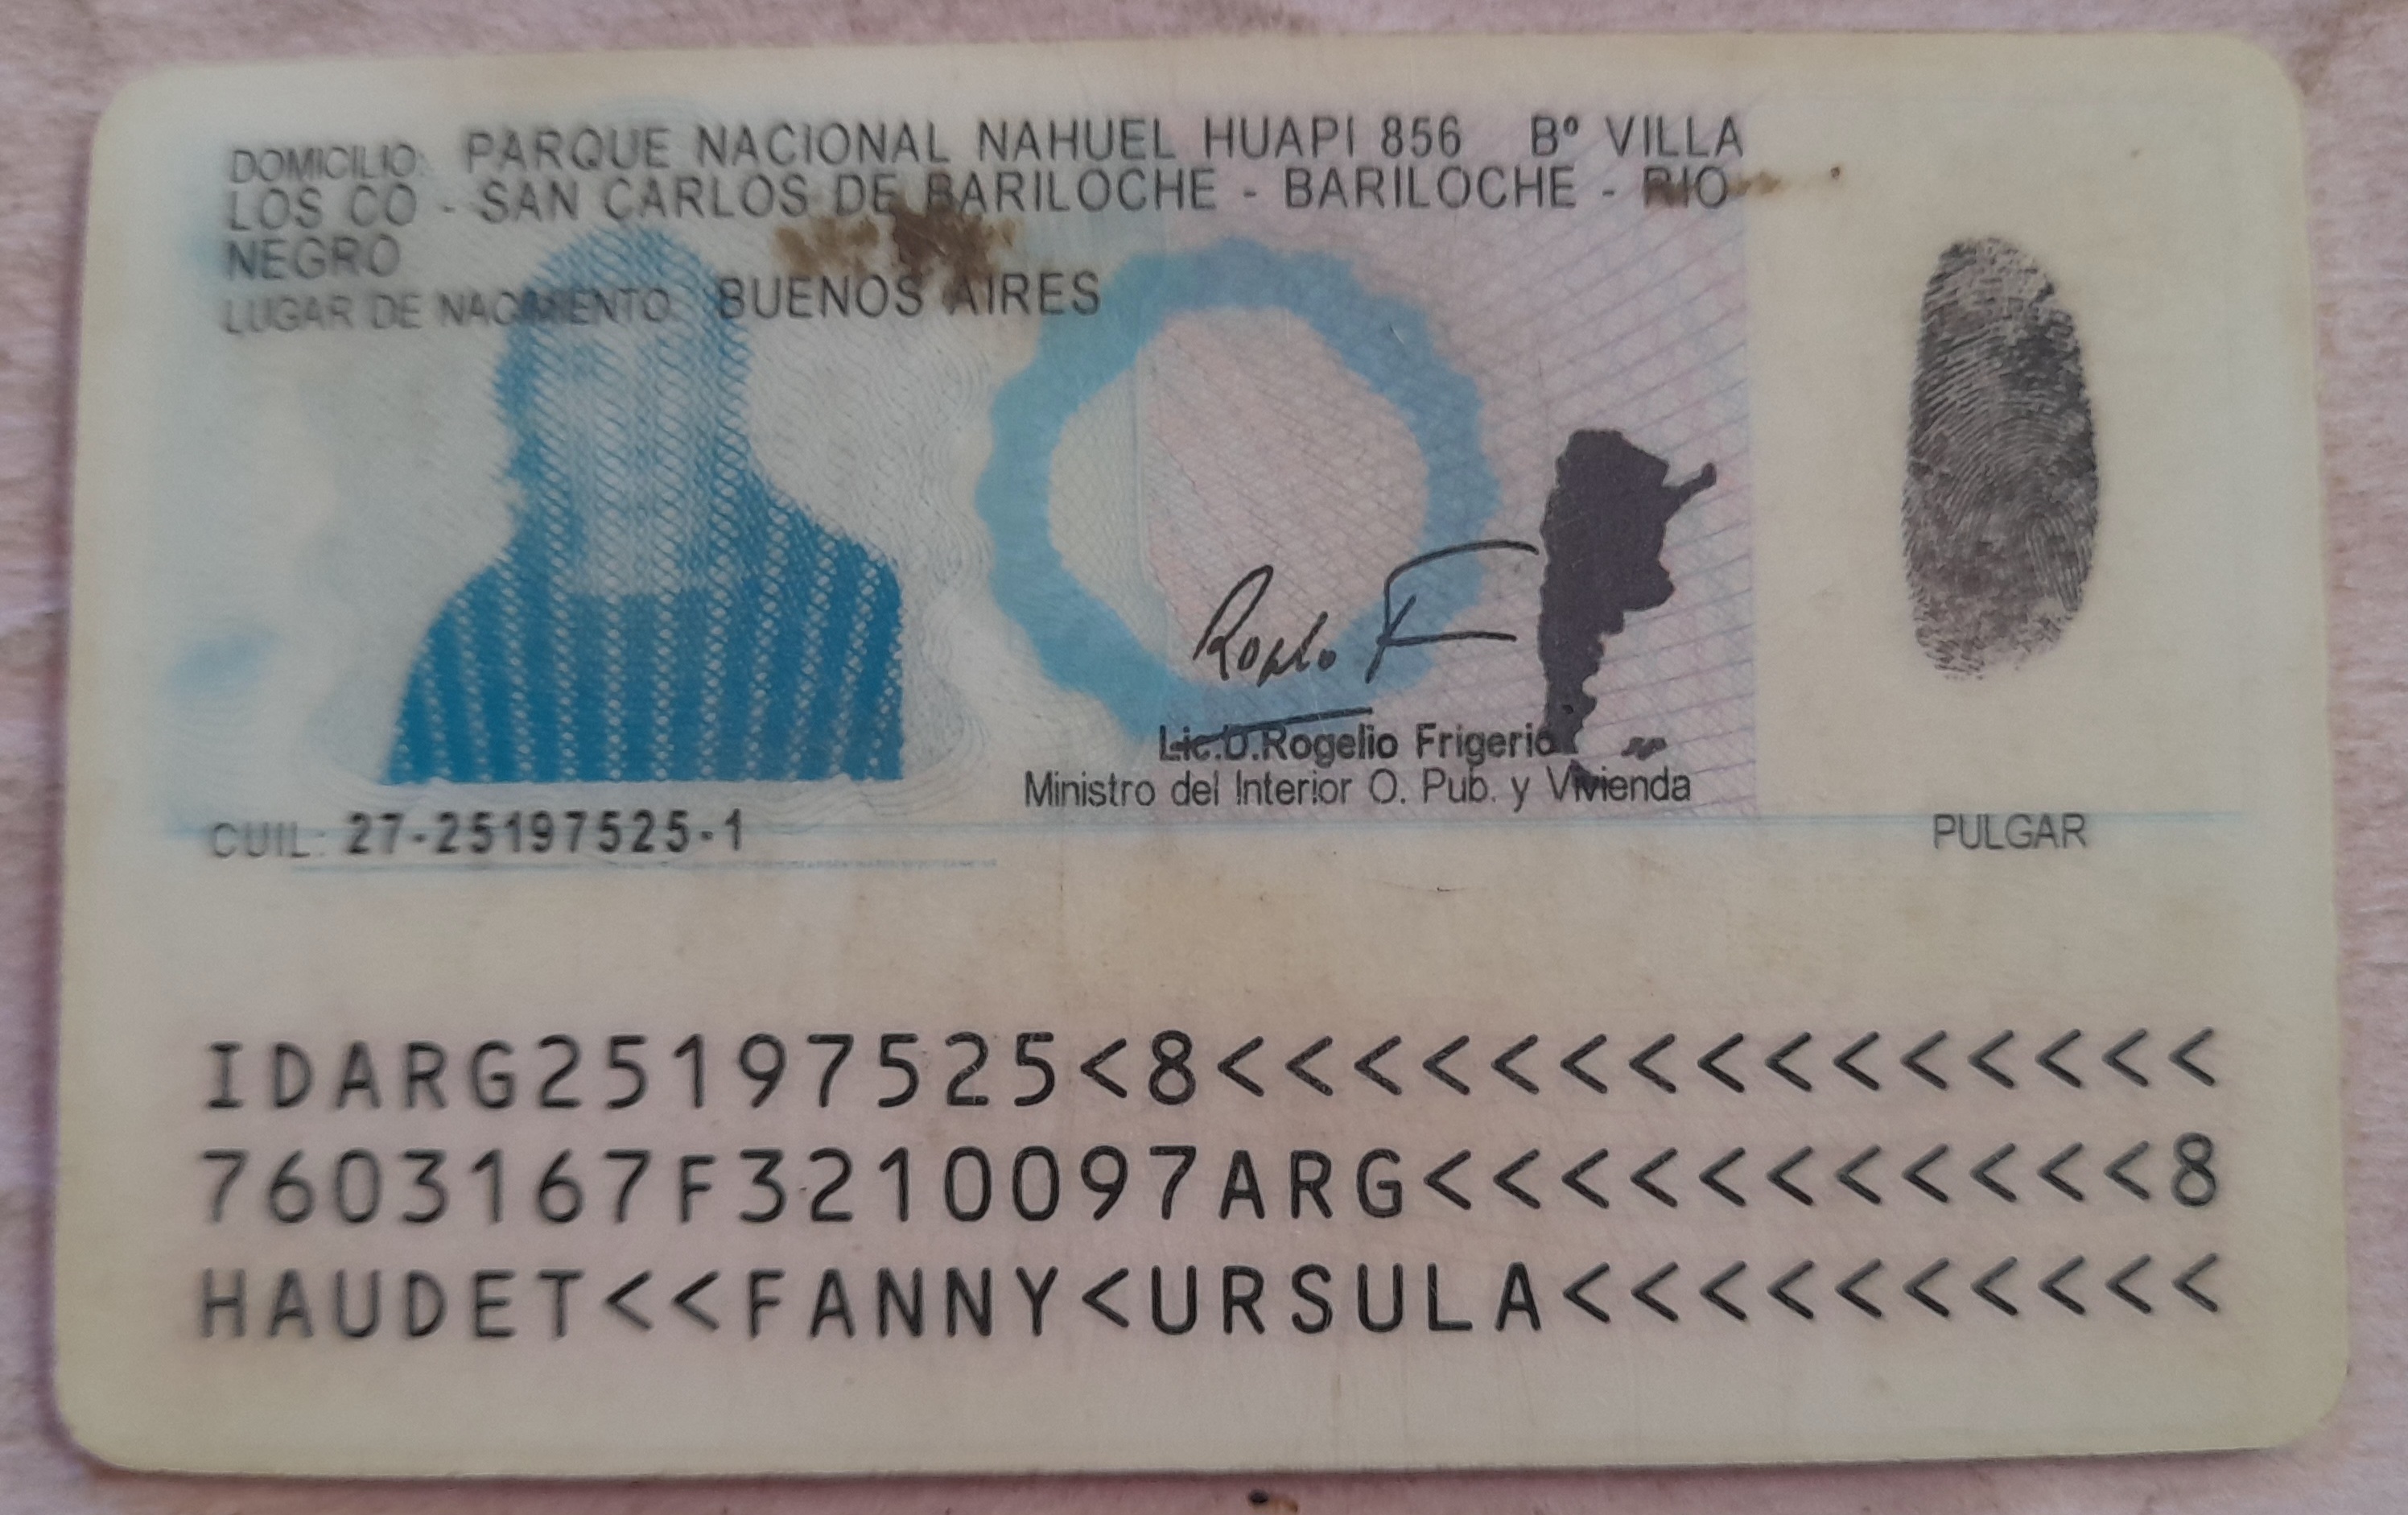 DOMICILIO: PARQUE NACIONAL NAHUEL HUAPI 856 Bº VILLA
LOS CO - SAN CARLOS DE BARILOCHE - BARILOCHE - RIO
NEGRO
LUGAR DE NACIMIENTO: BUENOS AIRES
Lic.D.Rogelio Frigerio
Ministro del Interior O. Pub. y Vivienda
CUIL: 27-25197525-1
PULGAR
IDARG25197525<8<<<<<<<<<<<<<<<
7603167F3210097ARG<<<<<<<<<<<8
HAUDET<<FANNY<URSULA<<<<<<<<<<